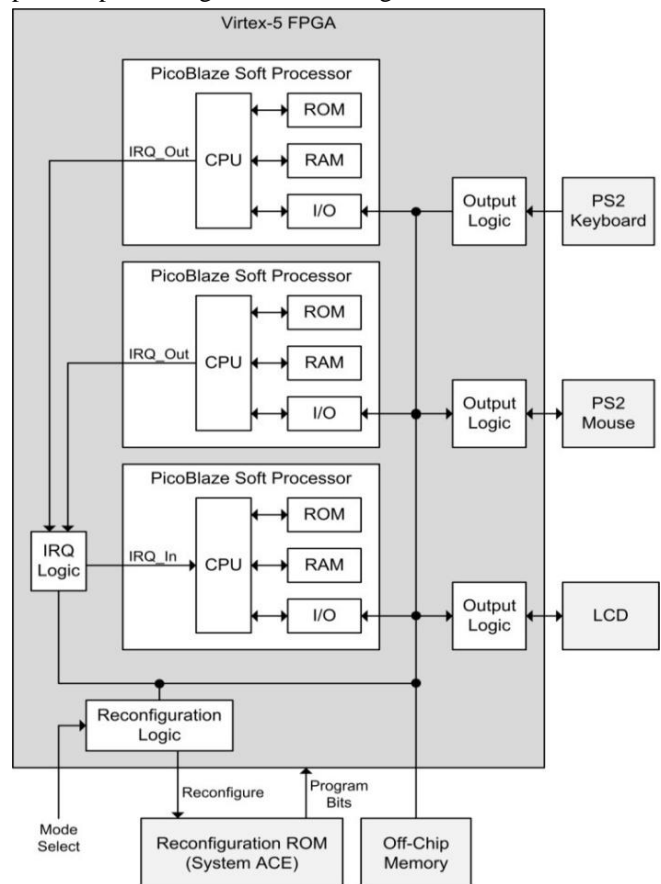 Virtex-5 FPGA
PicoBlaze Soft Processor
ROM
IRQ_Out
CPU
RAM
I/O
Output
Logic
PS2
Keyboard
PicoBlaze Soft Processor
ROM
IRQ_Out
CPU
RAM
I/O
Output
Logic
PS2
Mouse
PicoBlaze Soft Processor
ROM
IRQ
Logic
IRQ_In
CPU
RAM
I/O
Output
Logic
LCD
Reconfiguration
Logic
Mode
Select
Reconfigure
Program
Bits
Reconfiguration ROM
(System ACE)
Off-Chip
Memory